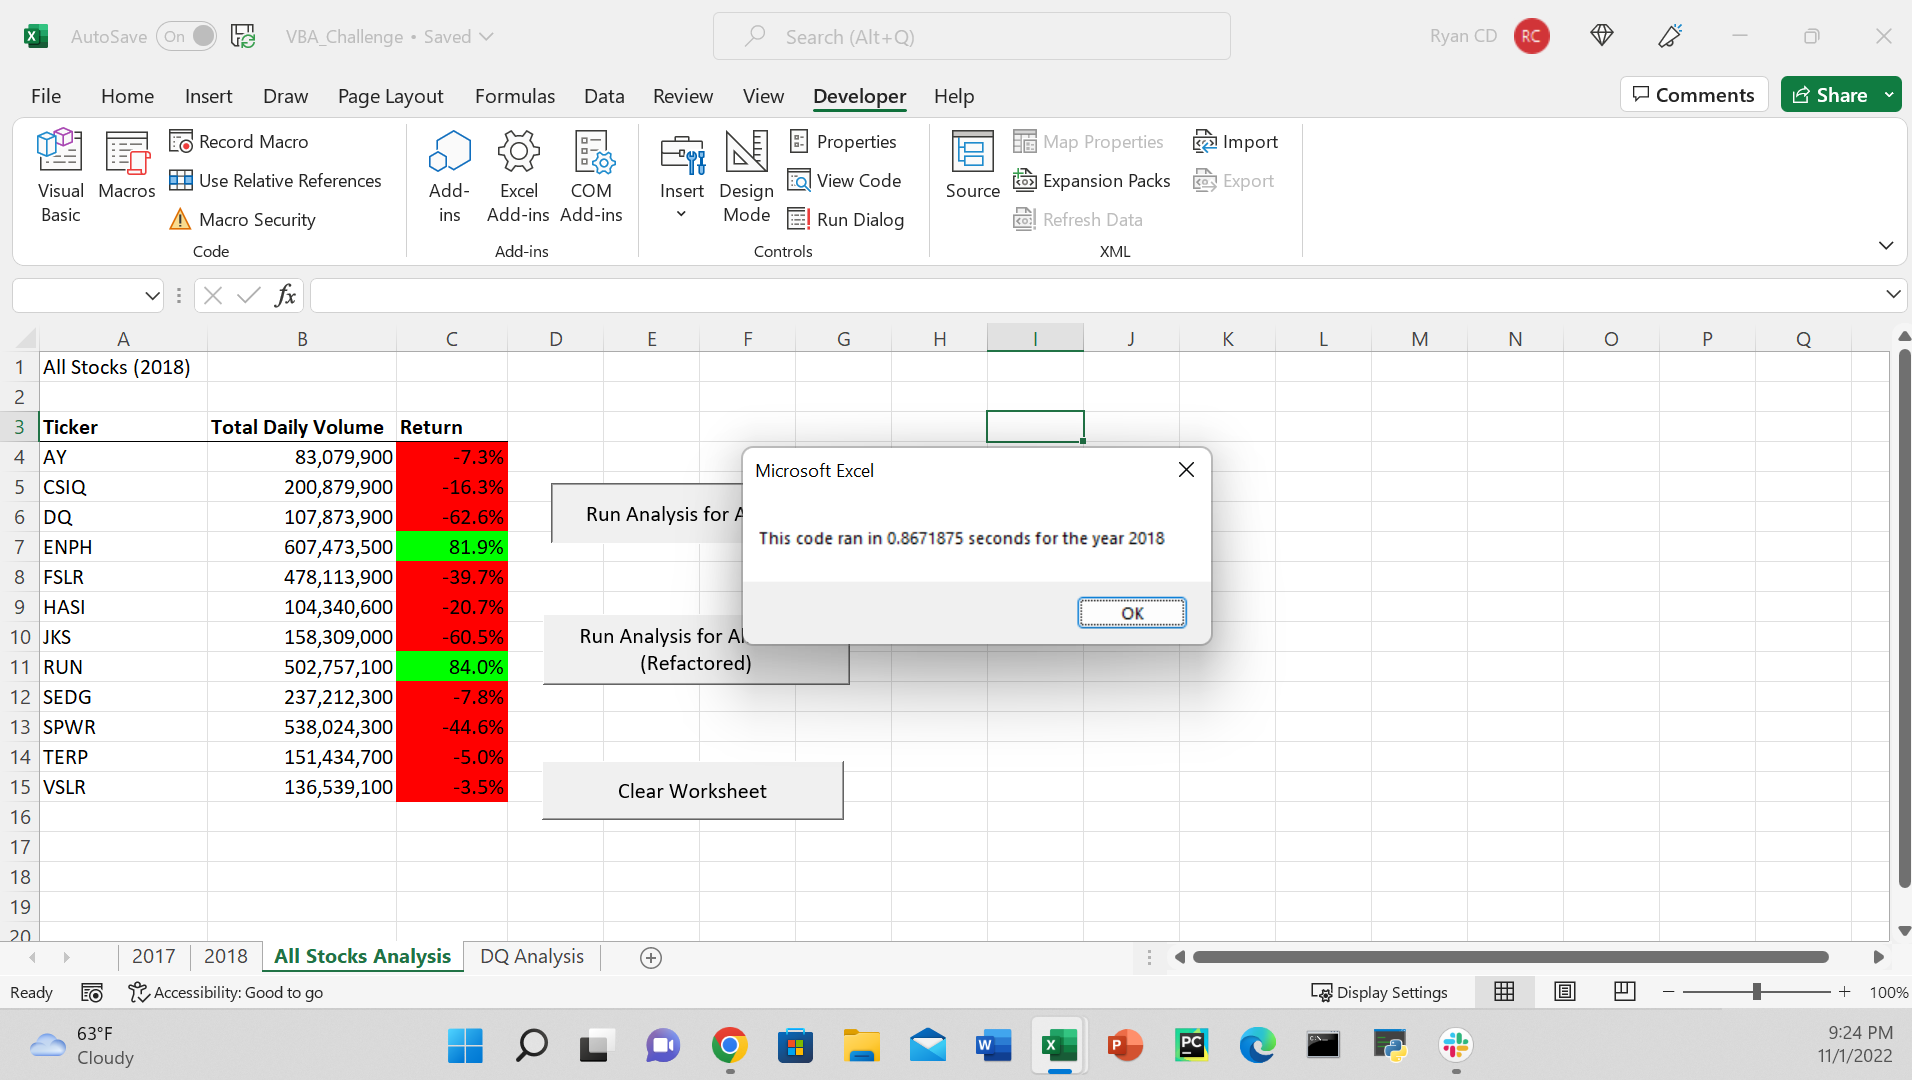 AutoSave On VBA_Challenge • Saved Search (Alt+Q) Ryan CD RC
File Home Insert Draw Page Layout Formulas Data Review View Developer Help Comments Share
Visual Basic
Macros
Record Macro
Use Relative References
Macro Security
Code
Add-ins
Excel Add-ins
COM Add-ins
Add-ins
Insert
Design Mode
Properties
View Code
Run Dialog
Controls
Source
Map Properties
Expansion Packs
Refresh Data
Import
Export
XML
fx
A B C D E F G H I J K L M N O P Q
1 All Stocks (2018)
2
3 Ticker Total Daily Volume Return
4 AY 83,079,900 -7.3%
5 CSIQ 200,879,900 -16.3%
6 DQ 107,873,900 -62.6%
7 ENPH 607,473,500 81.9%
8 FSLR 478,113,900 -39.7%
9 HASI 104,340,600 -20.7%
10 JKS 158,309,000 -60.5%
11 RUN 502,757,100 84.0%
12 SEDG 237,212,300 -7.8%
13 SPWR 538,024,300 -44.6%
14 TERP 151,434,700 -5.0%
15 VSLR 136,539,100 -3.5%
16
17
18
19
20
Run Analysis for A
Run Analysis for Al
(Refactored)
Clear Worksheet
Microsoft Excel
This code ran in 0.8671875 seconds for the year 2018
OK
2017 2018 All Stocks Analysis DQ Analysis
Ready Accessibility: Good to go Display Settings 100%
63°F
Cloudy
W X P PC
9:24 PM
11/1/2022